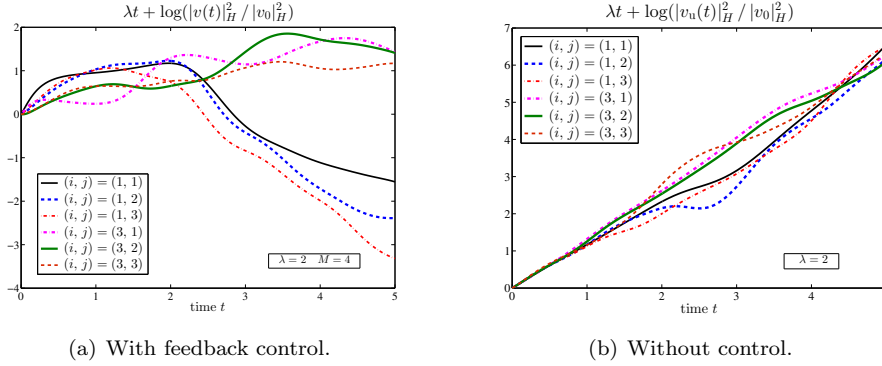 λt + log(|v(t)|²_H / |v₀|²_H)
2
1
0
−1
−2
−3
−4
0 1 2 3 4 5
time t
(i, j) = (1, 1)
(i, j) = (1, 2)
(i, j) = (1, 3)
(i, j) = (3, 1)
(i, j) = (3, 2)
(i, j) = (3, 3)
λ = 2 M = 4
(a) With feedback control.
λt + log(|v_u(t)|²_H / |v₀|²_H)
7
6
5
4
3
2
1
0
0 1 2 3 4
time t
(i, j) = (1, 1)
(i, j) = (1, 2)
(i, j) = (1, 3)
(i, j) = (3, 1)
(i, j) = (3, 2)
(i, j) = (3, 3)
λ = 2
(b) Without control.